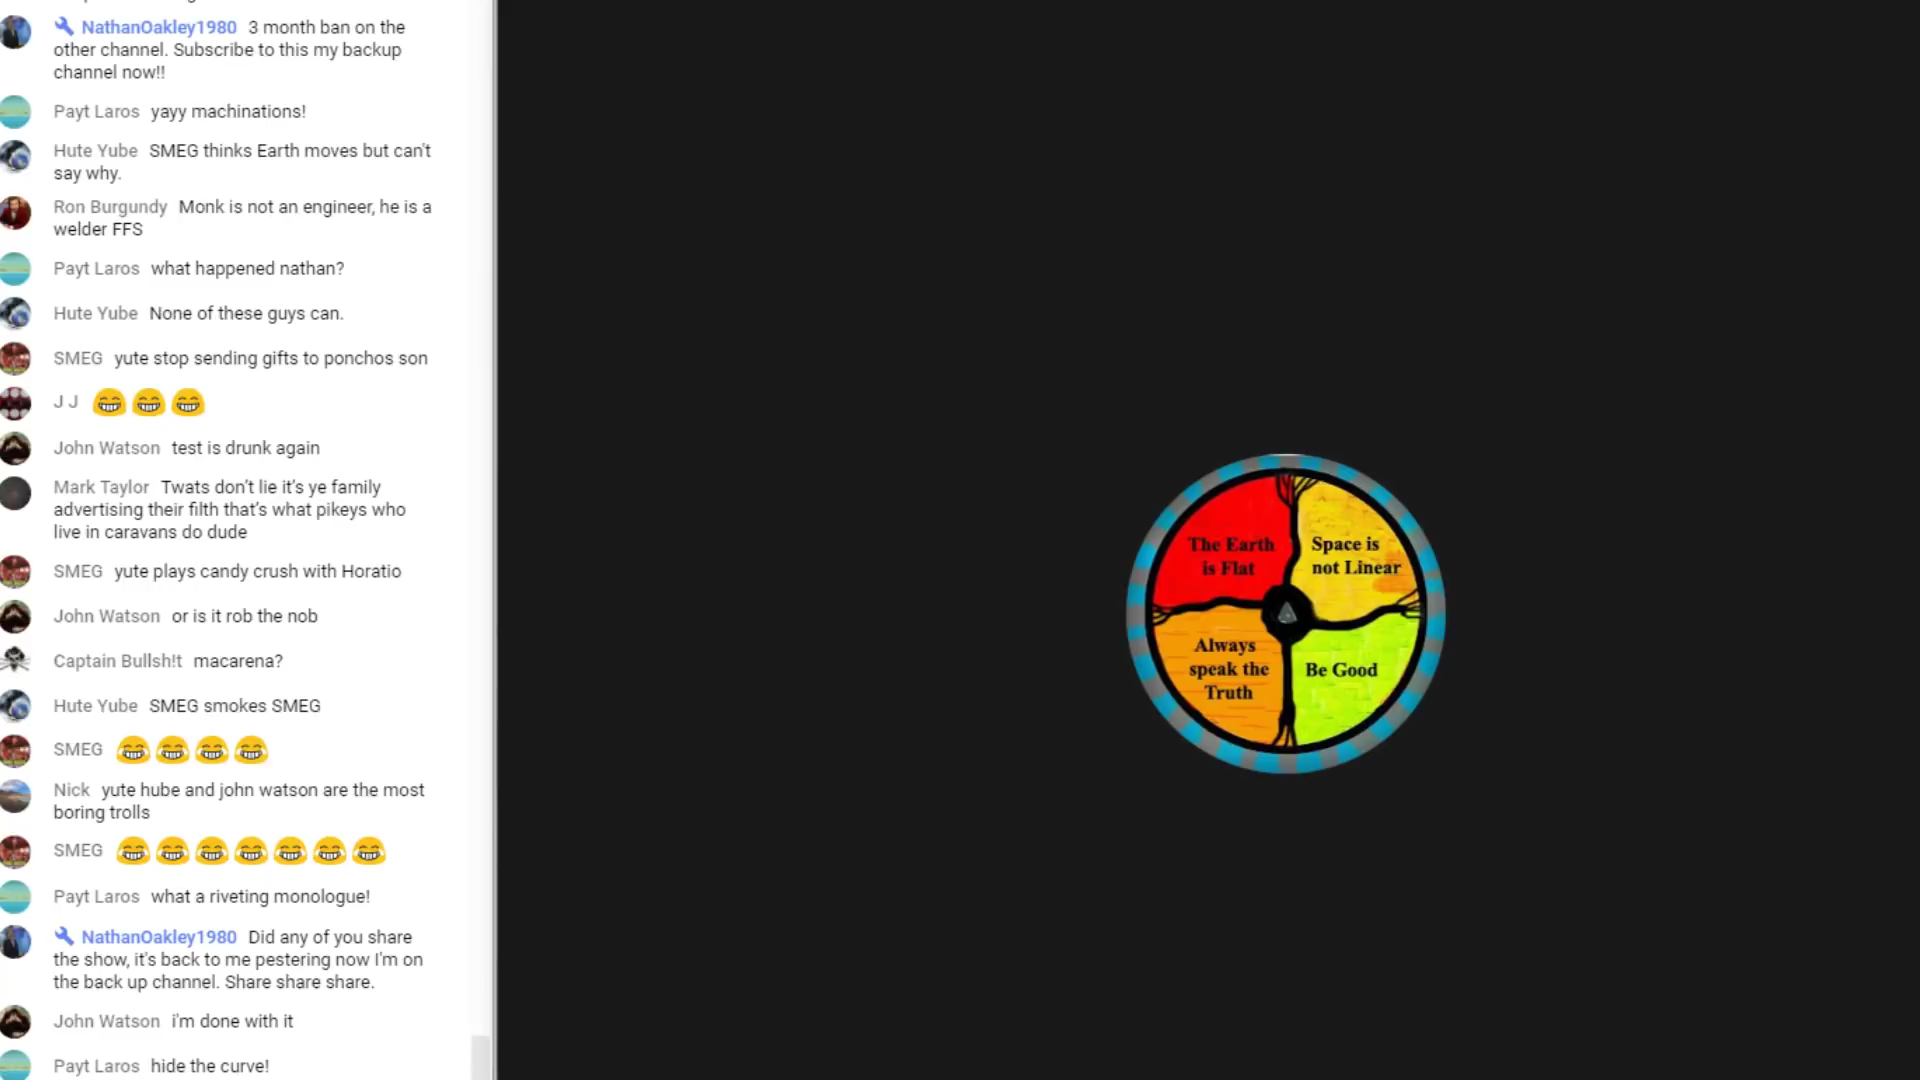 NathanOakley1980 3 month ban on the
other channel. Subscribe to this my backup
channel now!!
Payt Laros yayy machinations!
Hute Yube SMEG thinks Earth moves but can't
say why.
Ron Burgundy Monk is not an engineer, he is a
welder FFS
Payt Laros what happened nathan?
Hute Yube None of these guys can.
SMEG yute stop sending gifts to ponchos son
J J
John Watson test is drunk again
Mark Taylor Twats don't lie it's ye family
advertising their filth that's what pikeys who
live in caravans do dude
SMEG yute plays candy crush with Horatio
John Watson or is it rob the nob
Captain Bullsh!t macarena?
Hute Yube SMEG smokes SMEG
SMEG
Nick yute hube and john watson are the most
boring trolls
SMEG
Payt Laros what a riveting monologue!
NathanOakley1980 Did any of you share
the show, it's back to me pestering now I'm on
the back up channel. Share share share.
John Watson i'm done with it
Payt Laros hide the curve!
The Earth
is Flat
Space is
not Linear
Always
speak the
Truth
Be Good